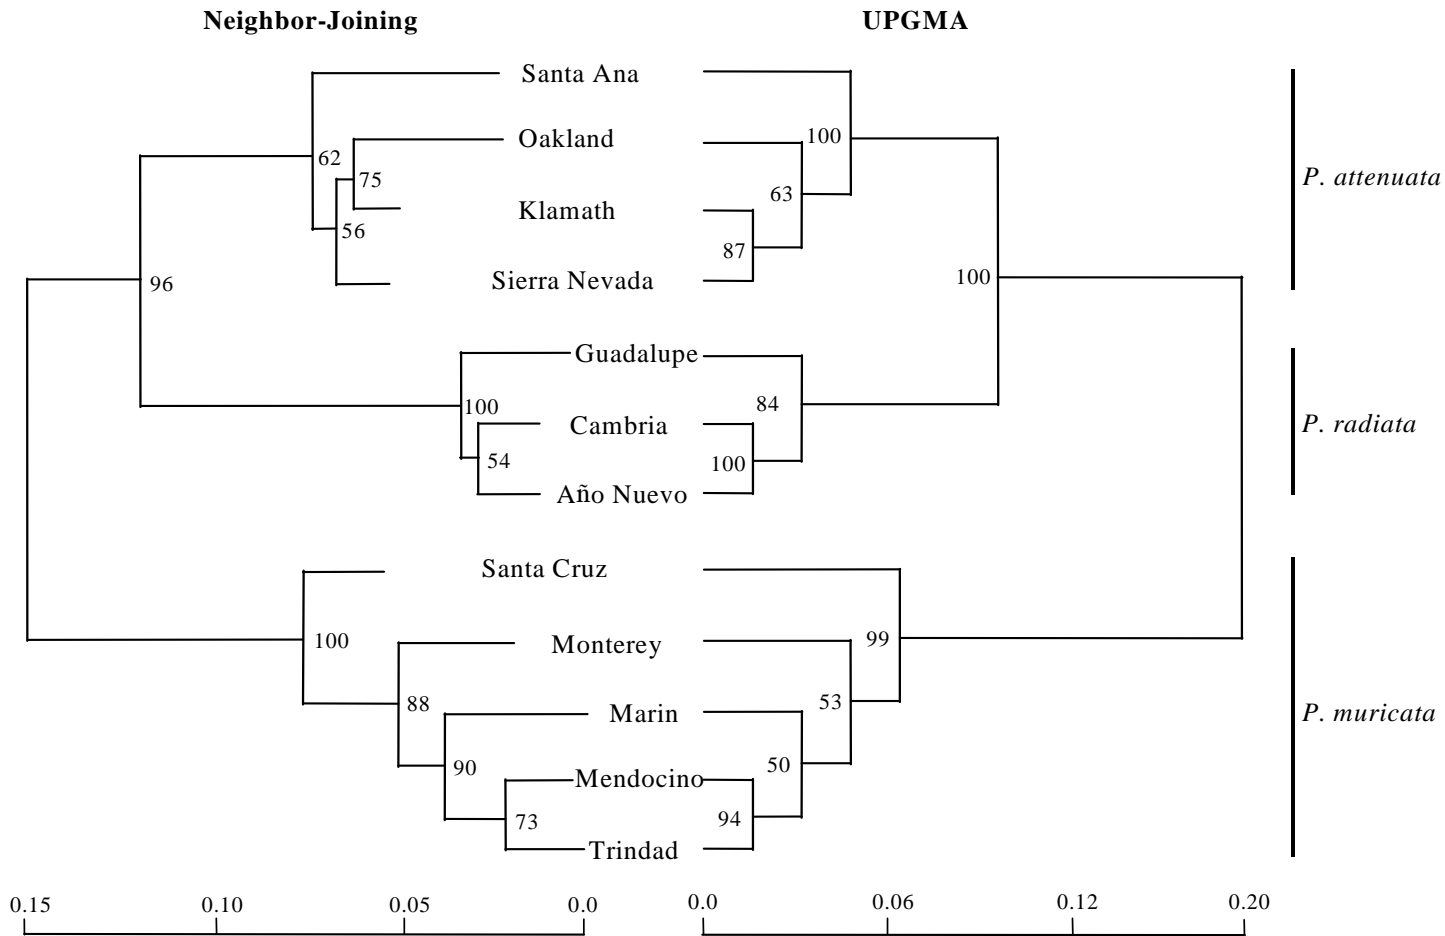 Neighbor-Joining UPGMA
Santa Ana
100
Oakland
62
75
63
P. attenuata
Klamath
56
87
Sierra Nevada
96
100
Guadalupe
100
84
Cambria
P. radiata
54
100
Año Nuevo
Santa Cruz
100
Monterey
99
88
53
Marin
P. muricata
90
50
Mendocino
73
94
Trindad
0.15 0.10 0.05 0.0 0.0 0.06 0.12 0.20